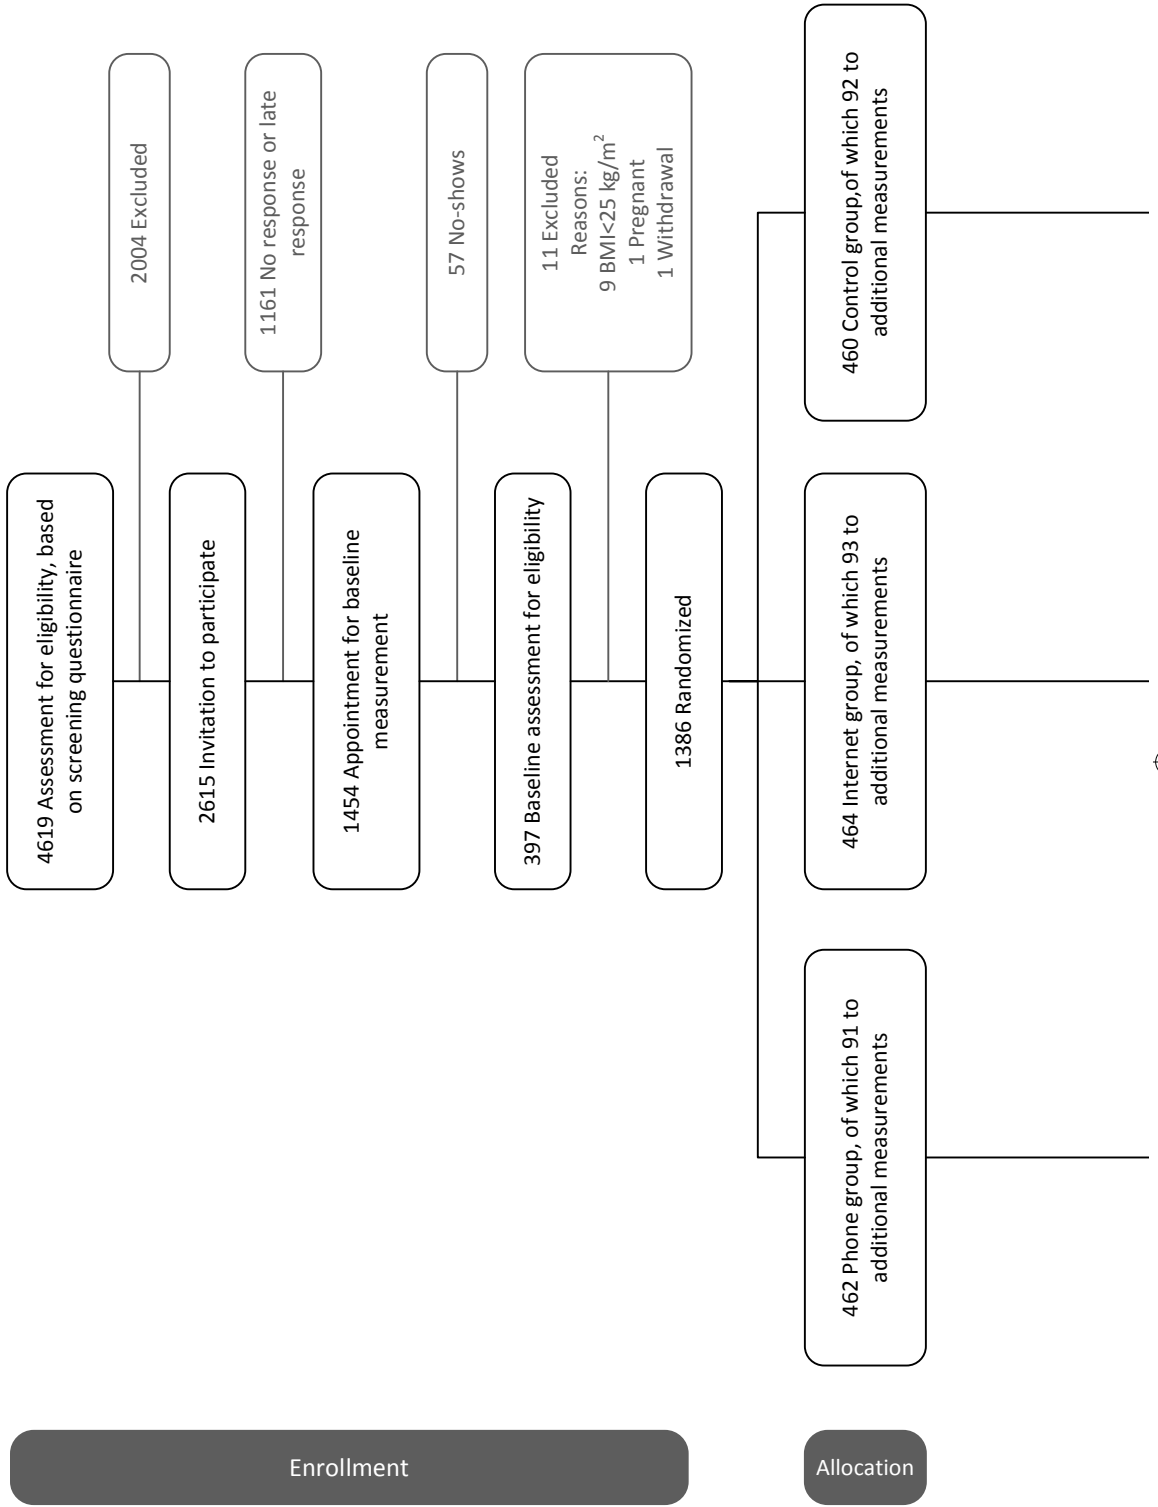 4619 Assessment for eligibility, based
on screening questionnaire
2004 Excluded
2615 Invitation to participate
1161 No response or late
response
1454 Appointment for baseline
measurement
57 No-shows
397 Baseline assessment for eligibility
11 Excluded
Reasons:
9 BMI<25 kg/m²
1 Pregnant
1 Withdrawal
1386 Randomized
462 Phone group, of which 91 to
additional measurements
464 Internet group, of which 93 to
additional measurements
460 Control group,of which 92 to
additional measurements
Enrollment
Allocation